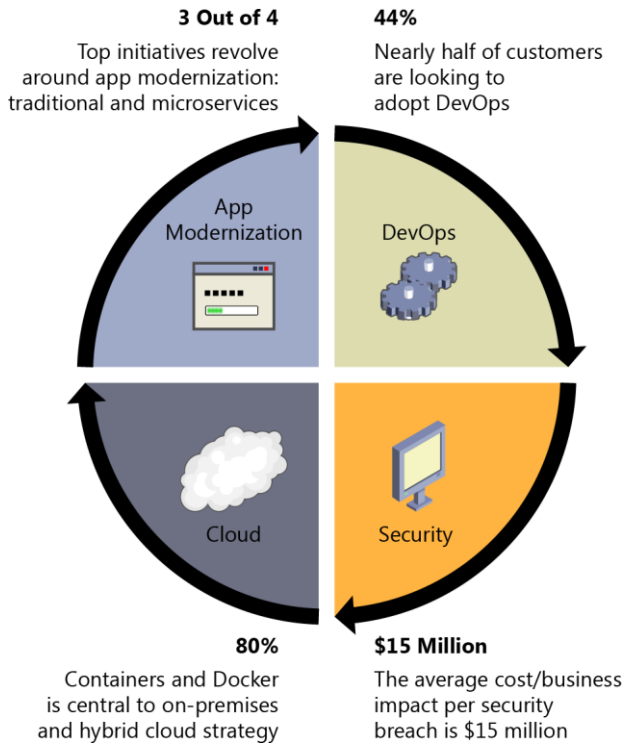 3 Out of 4
Top initiatives revolve
around app modernization:
traditional and microservices
44%
Nearly half of customers
are looking to
adopt DevOps
App
Modernization
DevOps
Cloud
Security
80%
Containers and Docker
is central to on-premises
and hybrid cloud strategy
$15 Million
The average cost/business
impact per security
breach is $15 million